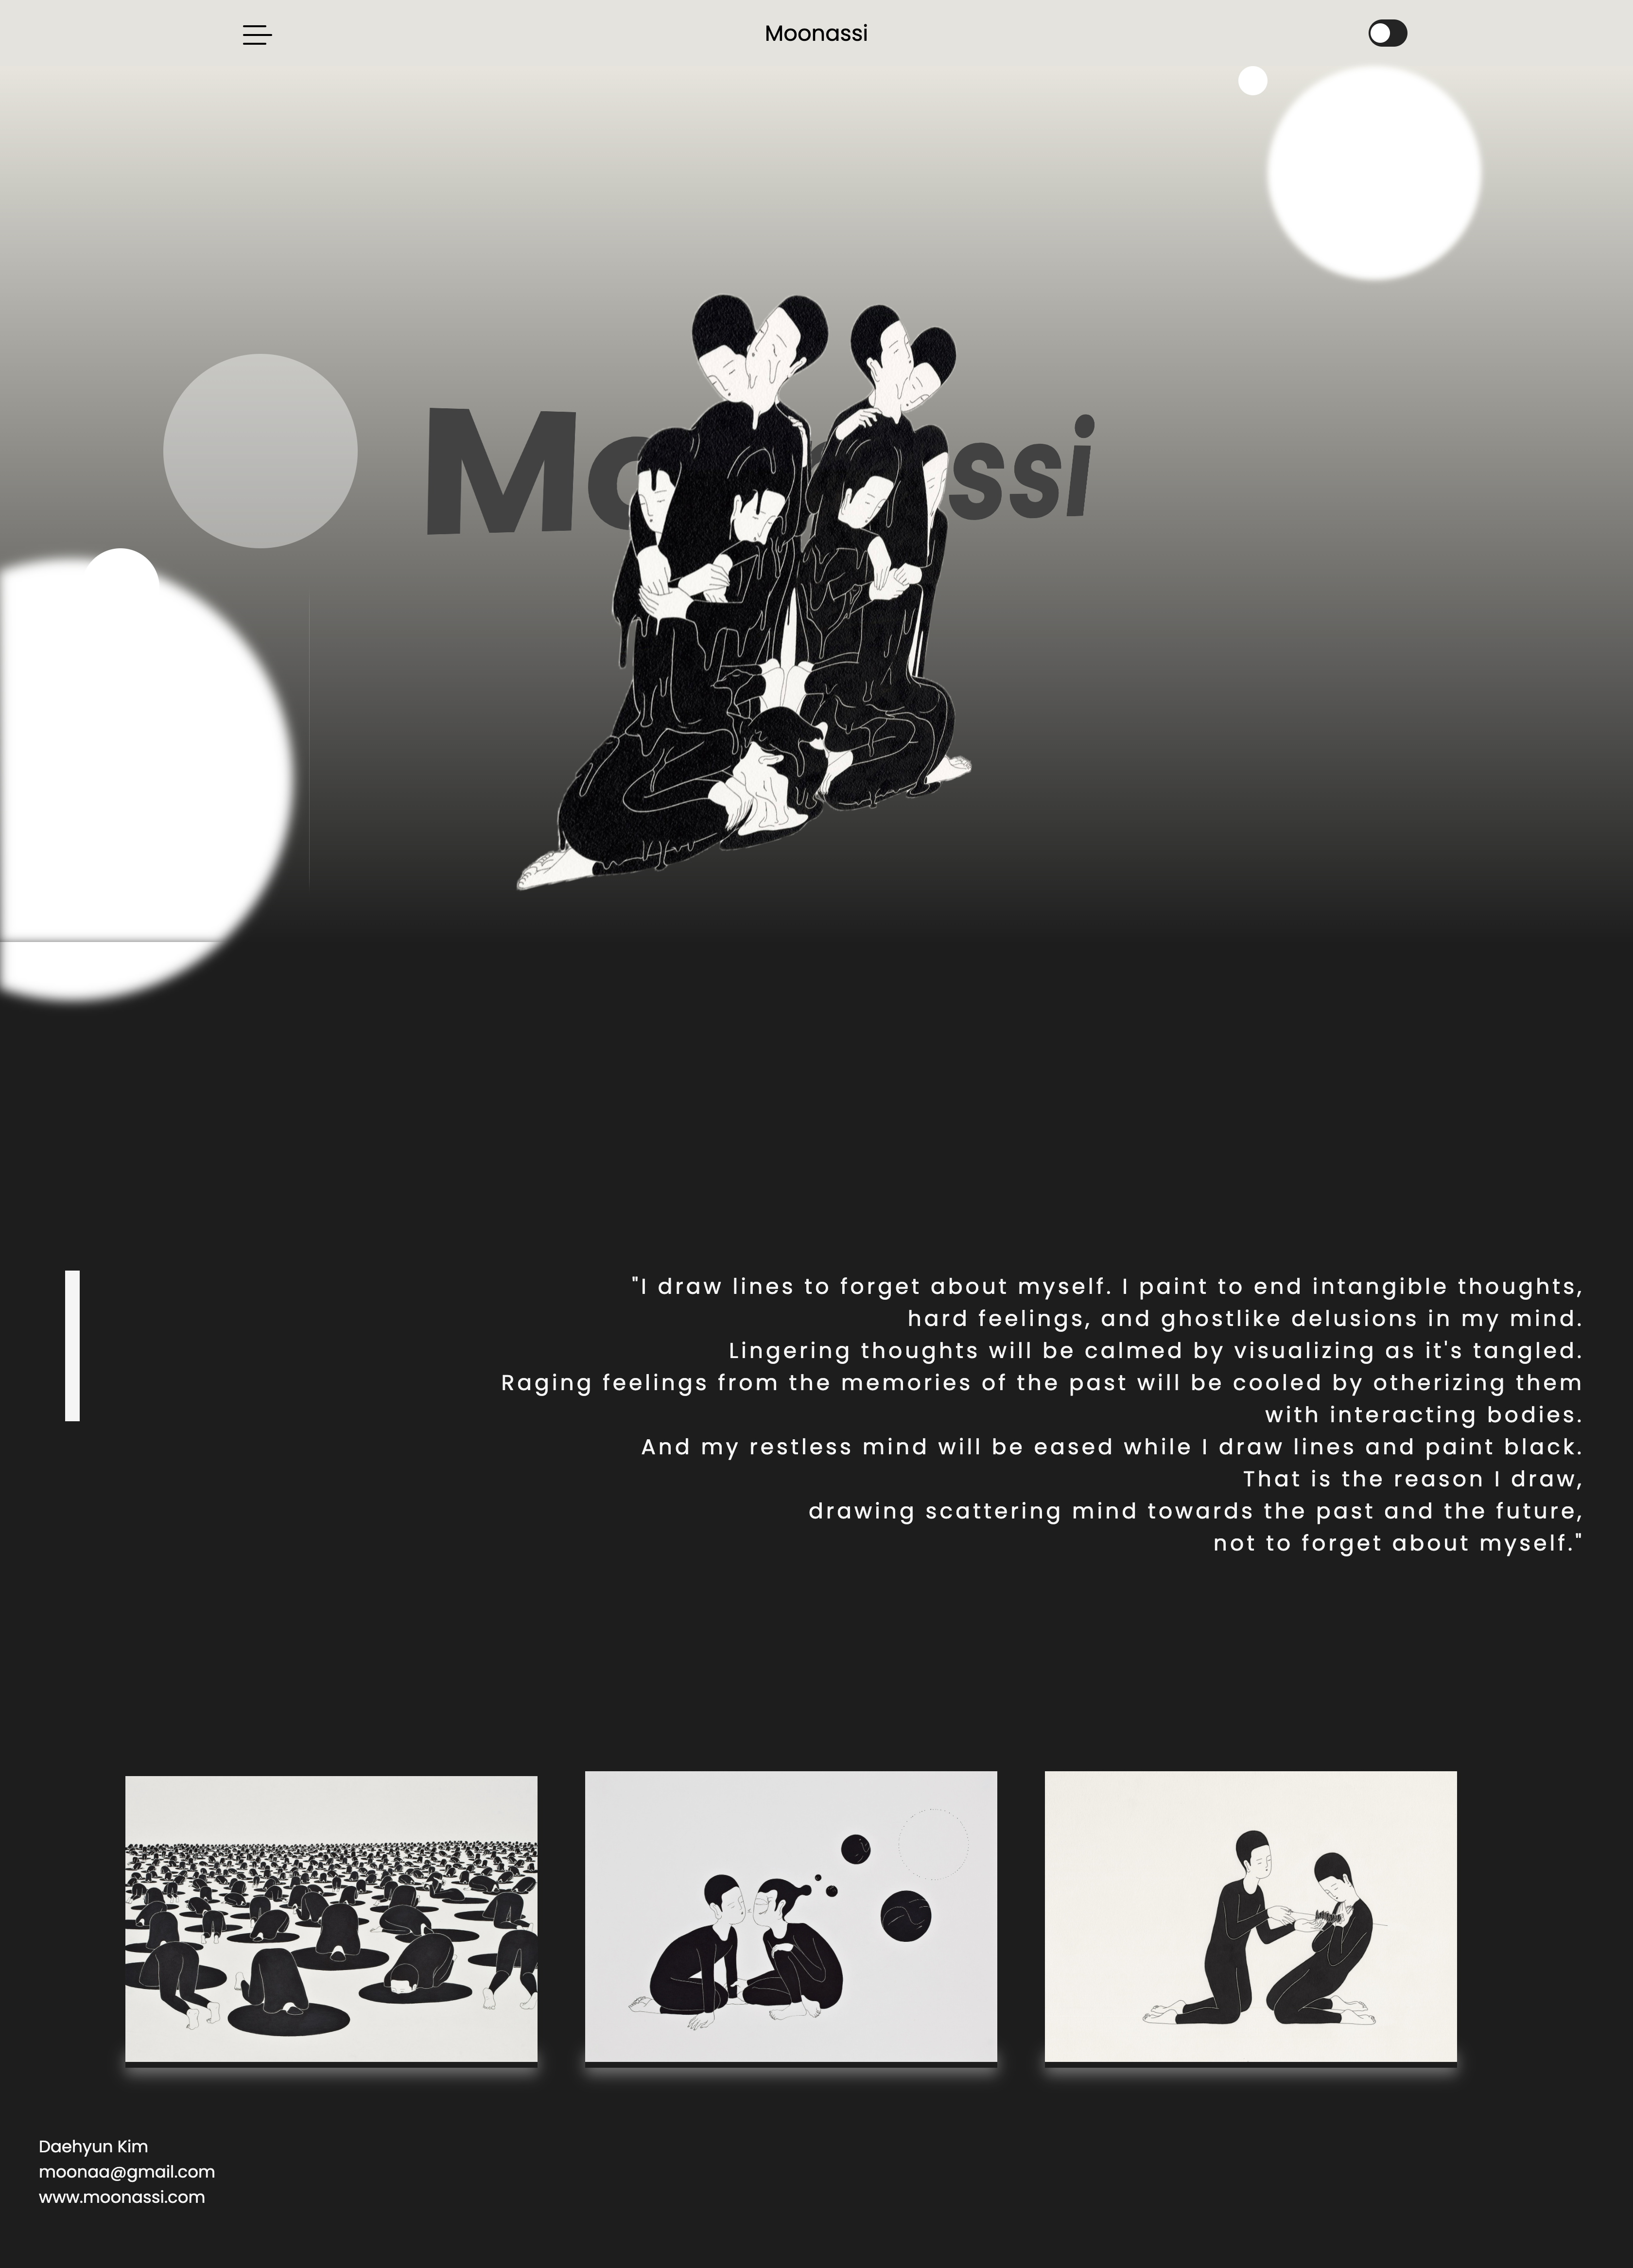 Moonassi
Moonassi
"I draw lines to forget about myself. I paint to end intangible thoughts,
hard feelings, and ghostlike delusions in my mind.
Lingering thoughts will be calmed by visualizing as it's tangled.
Raging feelings from the memories of the past will be cooled by otherizing them
with interacting bodies.
And my restless mind will be eased while I draw lines and paint black.
That is the reason I draw,
drawing scattering mind towards the past and the future,
not to forget about myself."
Daehyun Kim
moonaa@gmail.com
www.moonassi.com